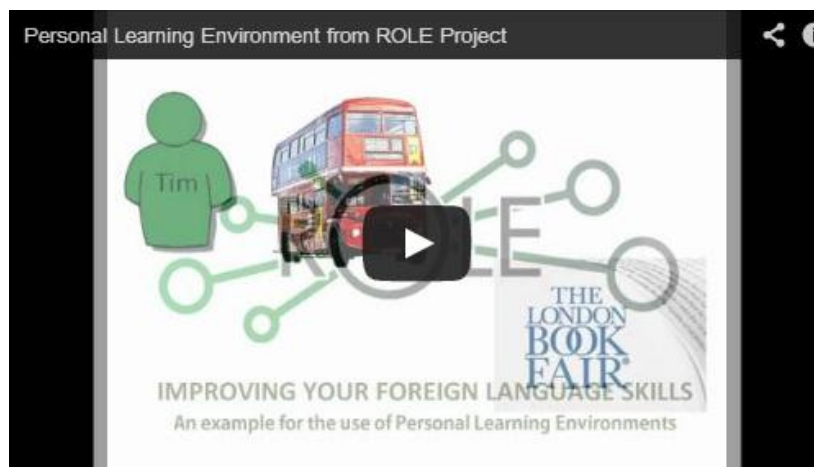 Personal Learning Environment from ROLE Project
Tim
ROLE
THE
LONDON
BOOK
FAIR®
IMPROVING YOUR FOREIGN LANGUAGE SKILLS
An example for the use of Personal Learning Environments